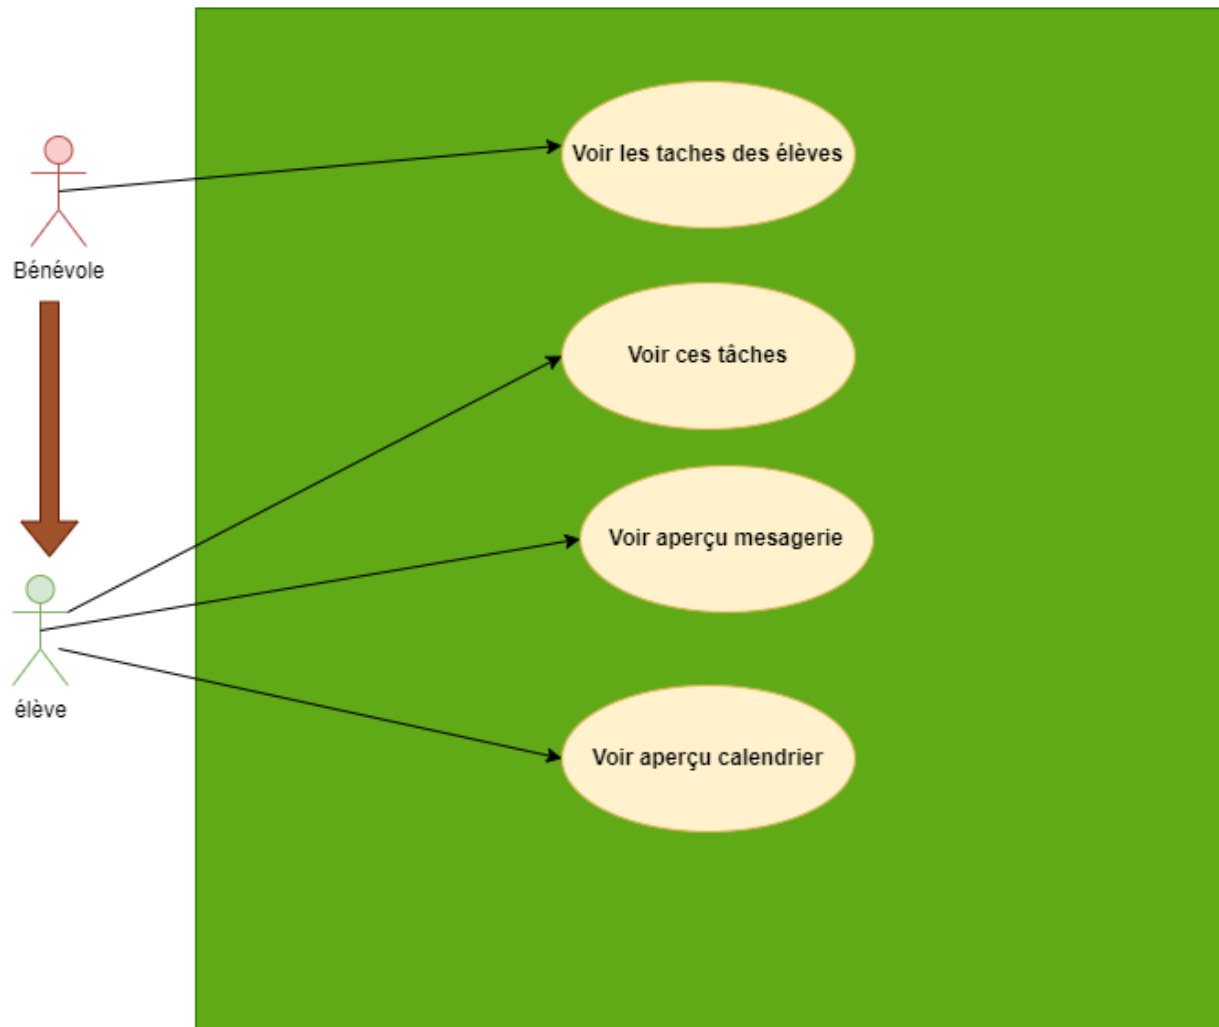 Voir les taches des élèves
Bénévole
Voir ces tâches
Voir aperçu mesagerie
élève
Voir aperçu calendrier